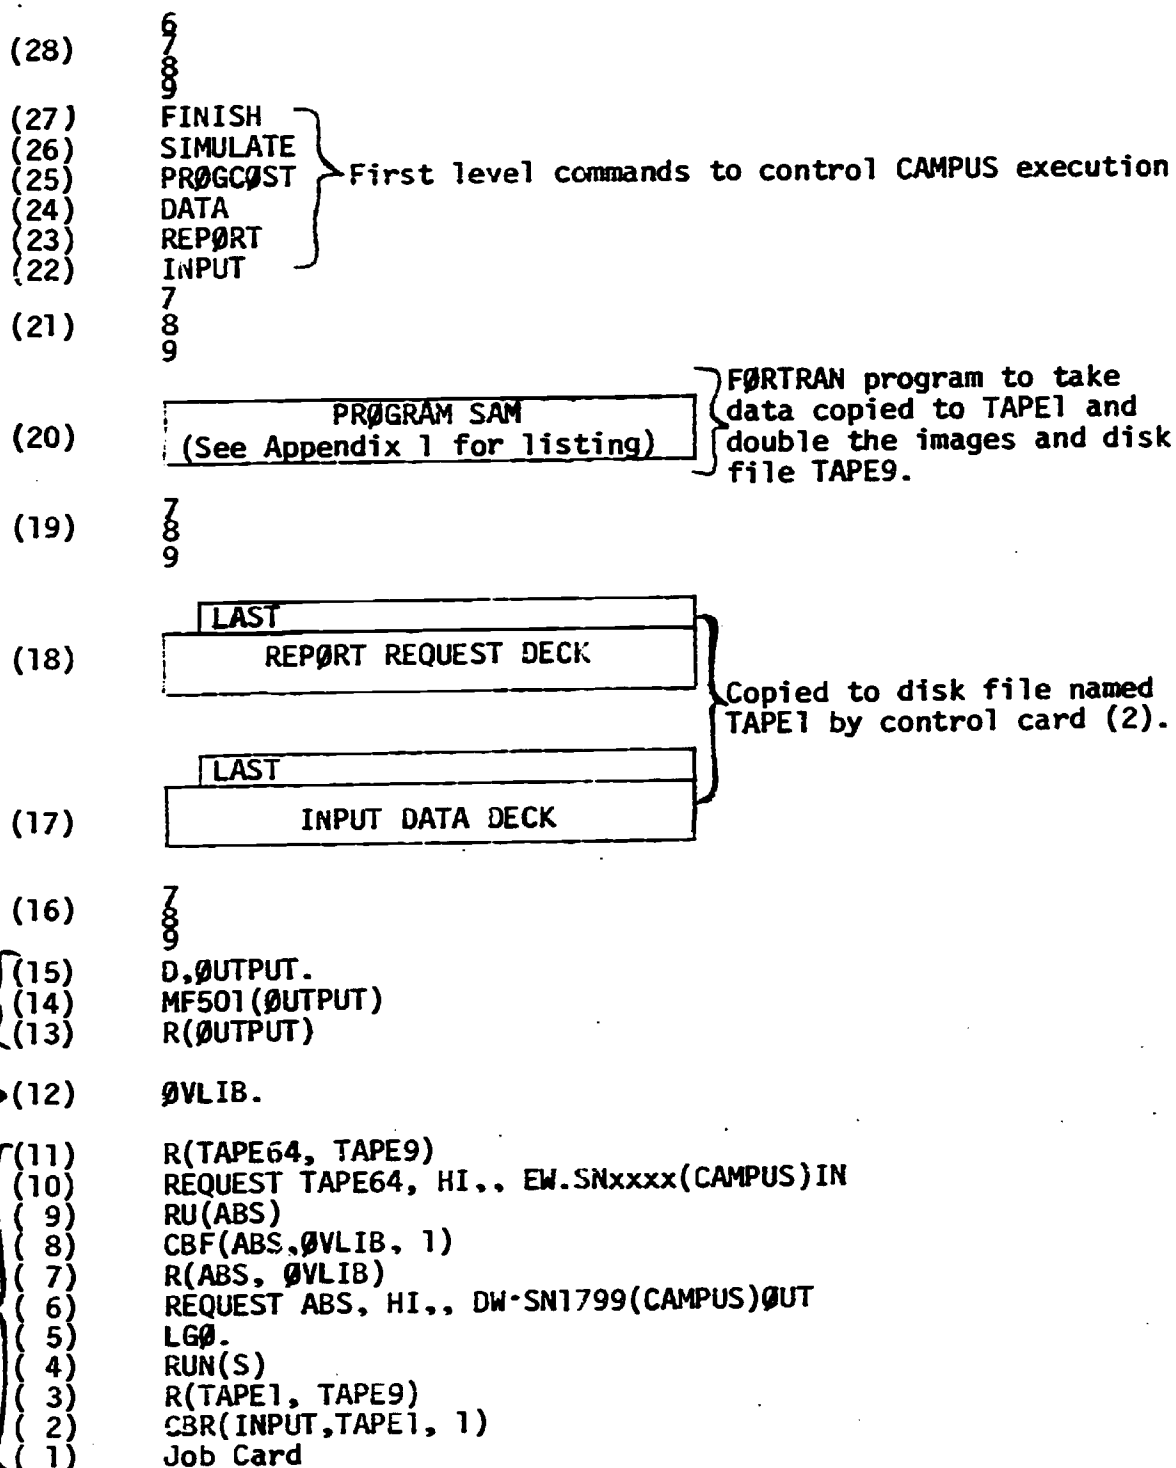 6
(28) 7
8
9
(27) FINISH
(26) SIMULATE
(25) PRØGCØST First level commands to control CAMPUS execution
(24) DATA
(23) REPØRT
(22) INPUT
7
(21) 8
9
FØRTRAN program to take
PRØGRAM SAM data copied to TAPE1 and
(20) (See Appendix 1 for listing) double the images and disk
file TAPE9.
7
(19) 8
9
LAST
(18) REPØRT REQUEST DECK
Copied to disk file named
TAPE1 by control card (2).
LAST
(17) INPUT DATA DECK
7
(16) 8
9
(15) D,ØUTPUT.
(14) MF501(ØUTPUT)
(13) R(ØUTPUT)
(12) ØVLIB.
(11) R(TAPE64, TAPE9)
(10) REQUEST TAPE64, HI,, EW.SNxxxx(CAMPUS)IN
( 9) RU(ABS)
( 8) CBF(ABS,ØVLIB, 1)
( 7) R(ABS, ØVLIB)
( 6) REQUEST ABS, HI,, DW·SN1799(CAMPUS)ØUT
( 5) LGØ.
( 4) RUN(S)
( 3) R(TAPE1, TAPE9)
( 2) CBR(INPUT,TAPE1, 1)
( 1) Job Card